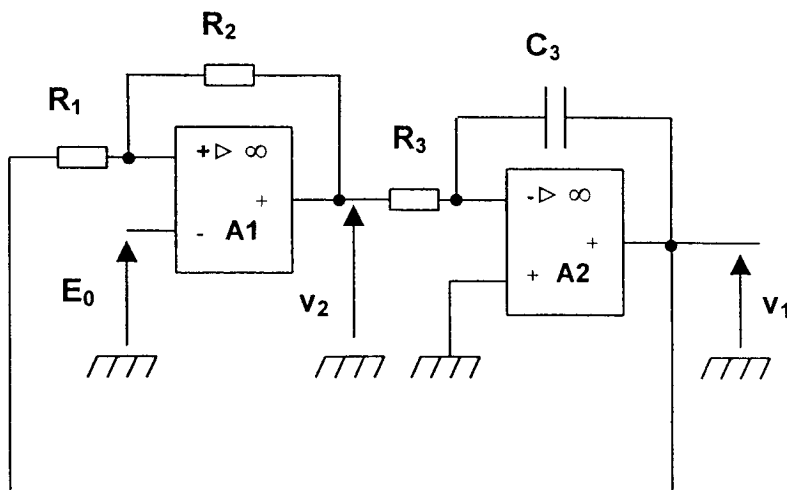 R₂
C₃
R₁
R₃
+ ▷ ∞
+
- A1
- ▷ ∞
+
+ A2
E₀
v₂
v₁